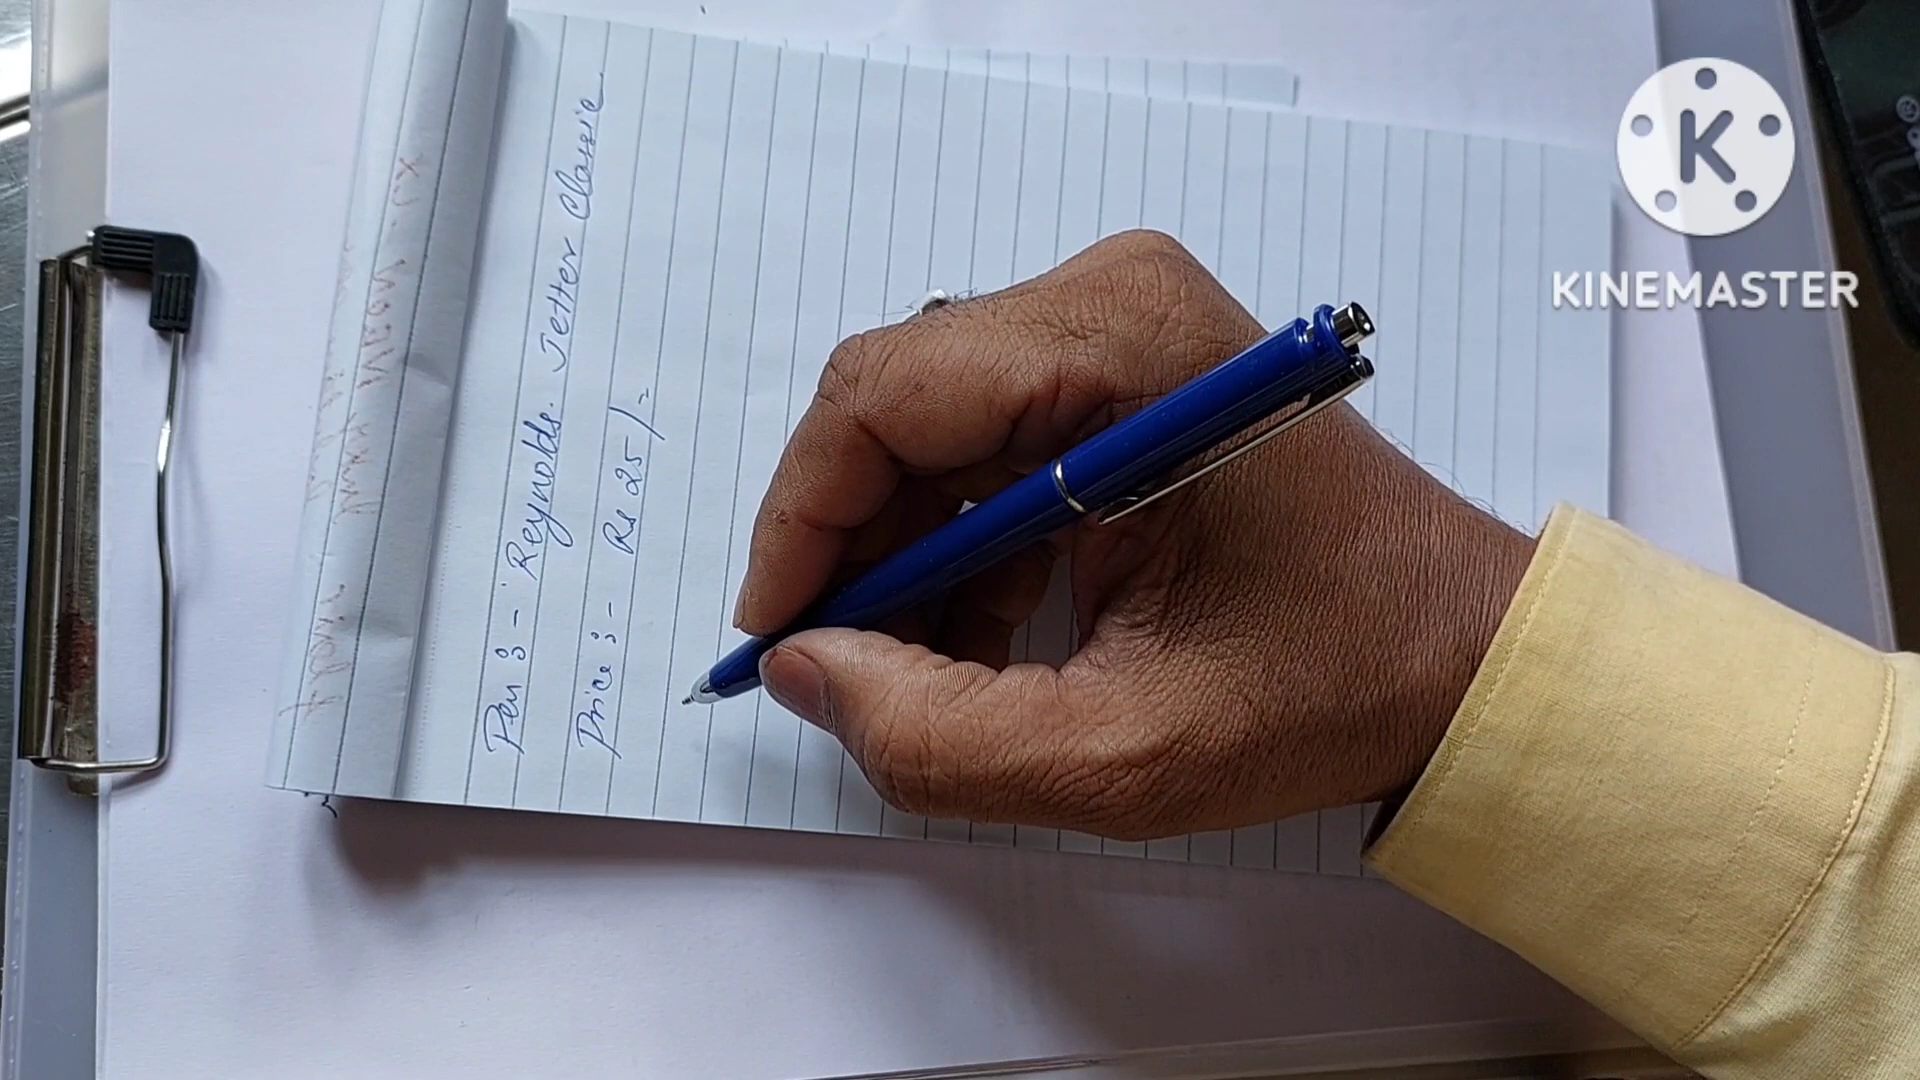 Pen :- Reynolds. Jetter Classic
Price :- Rs 25/-
K
KINEMASTER